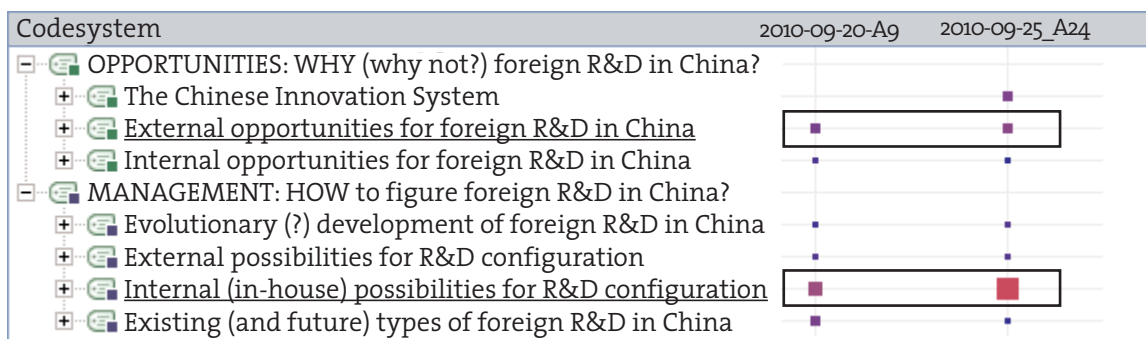 Codesystem 2010-09-20-A9 2010-09-25_A24
OPPORTUNITIES: WHY (why not?) foreign R&D in China?
The Chinese Innovation System
External opportunities for foreign R&D in China
Internal opportunities for foreign R&D in China
MANAGEMENT: HOW to figure foreign R&D in China?
Evolutionary (?) development of foreign R&D in China
External possibilities for R&D configuration
Internal (in-house) possibilities for R&D configuration
Existing (and future) types of foreign R&D in China